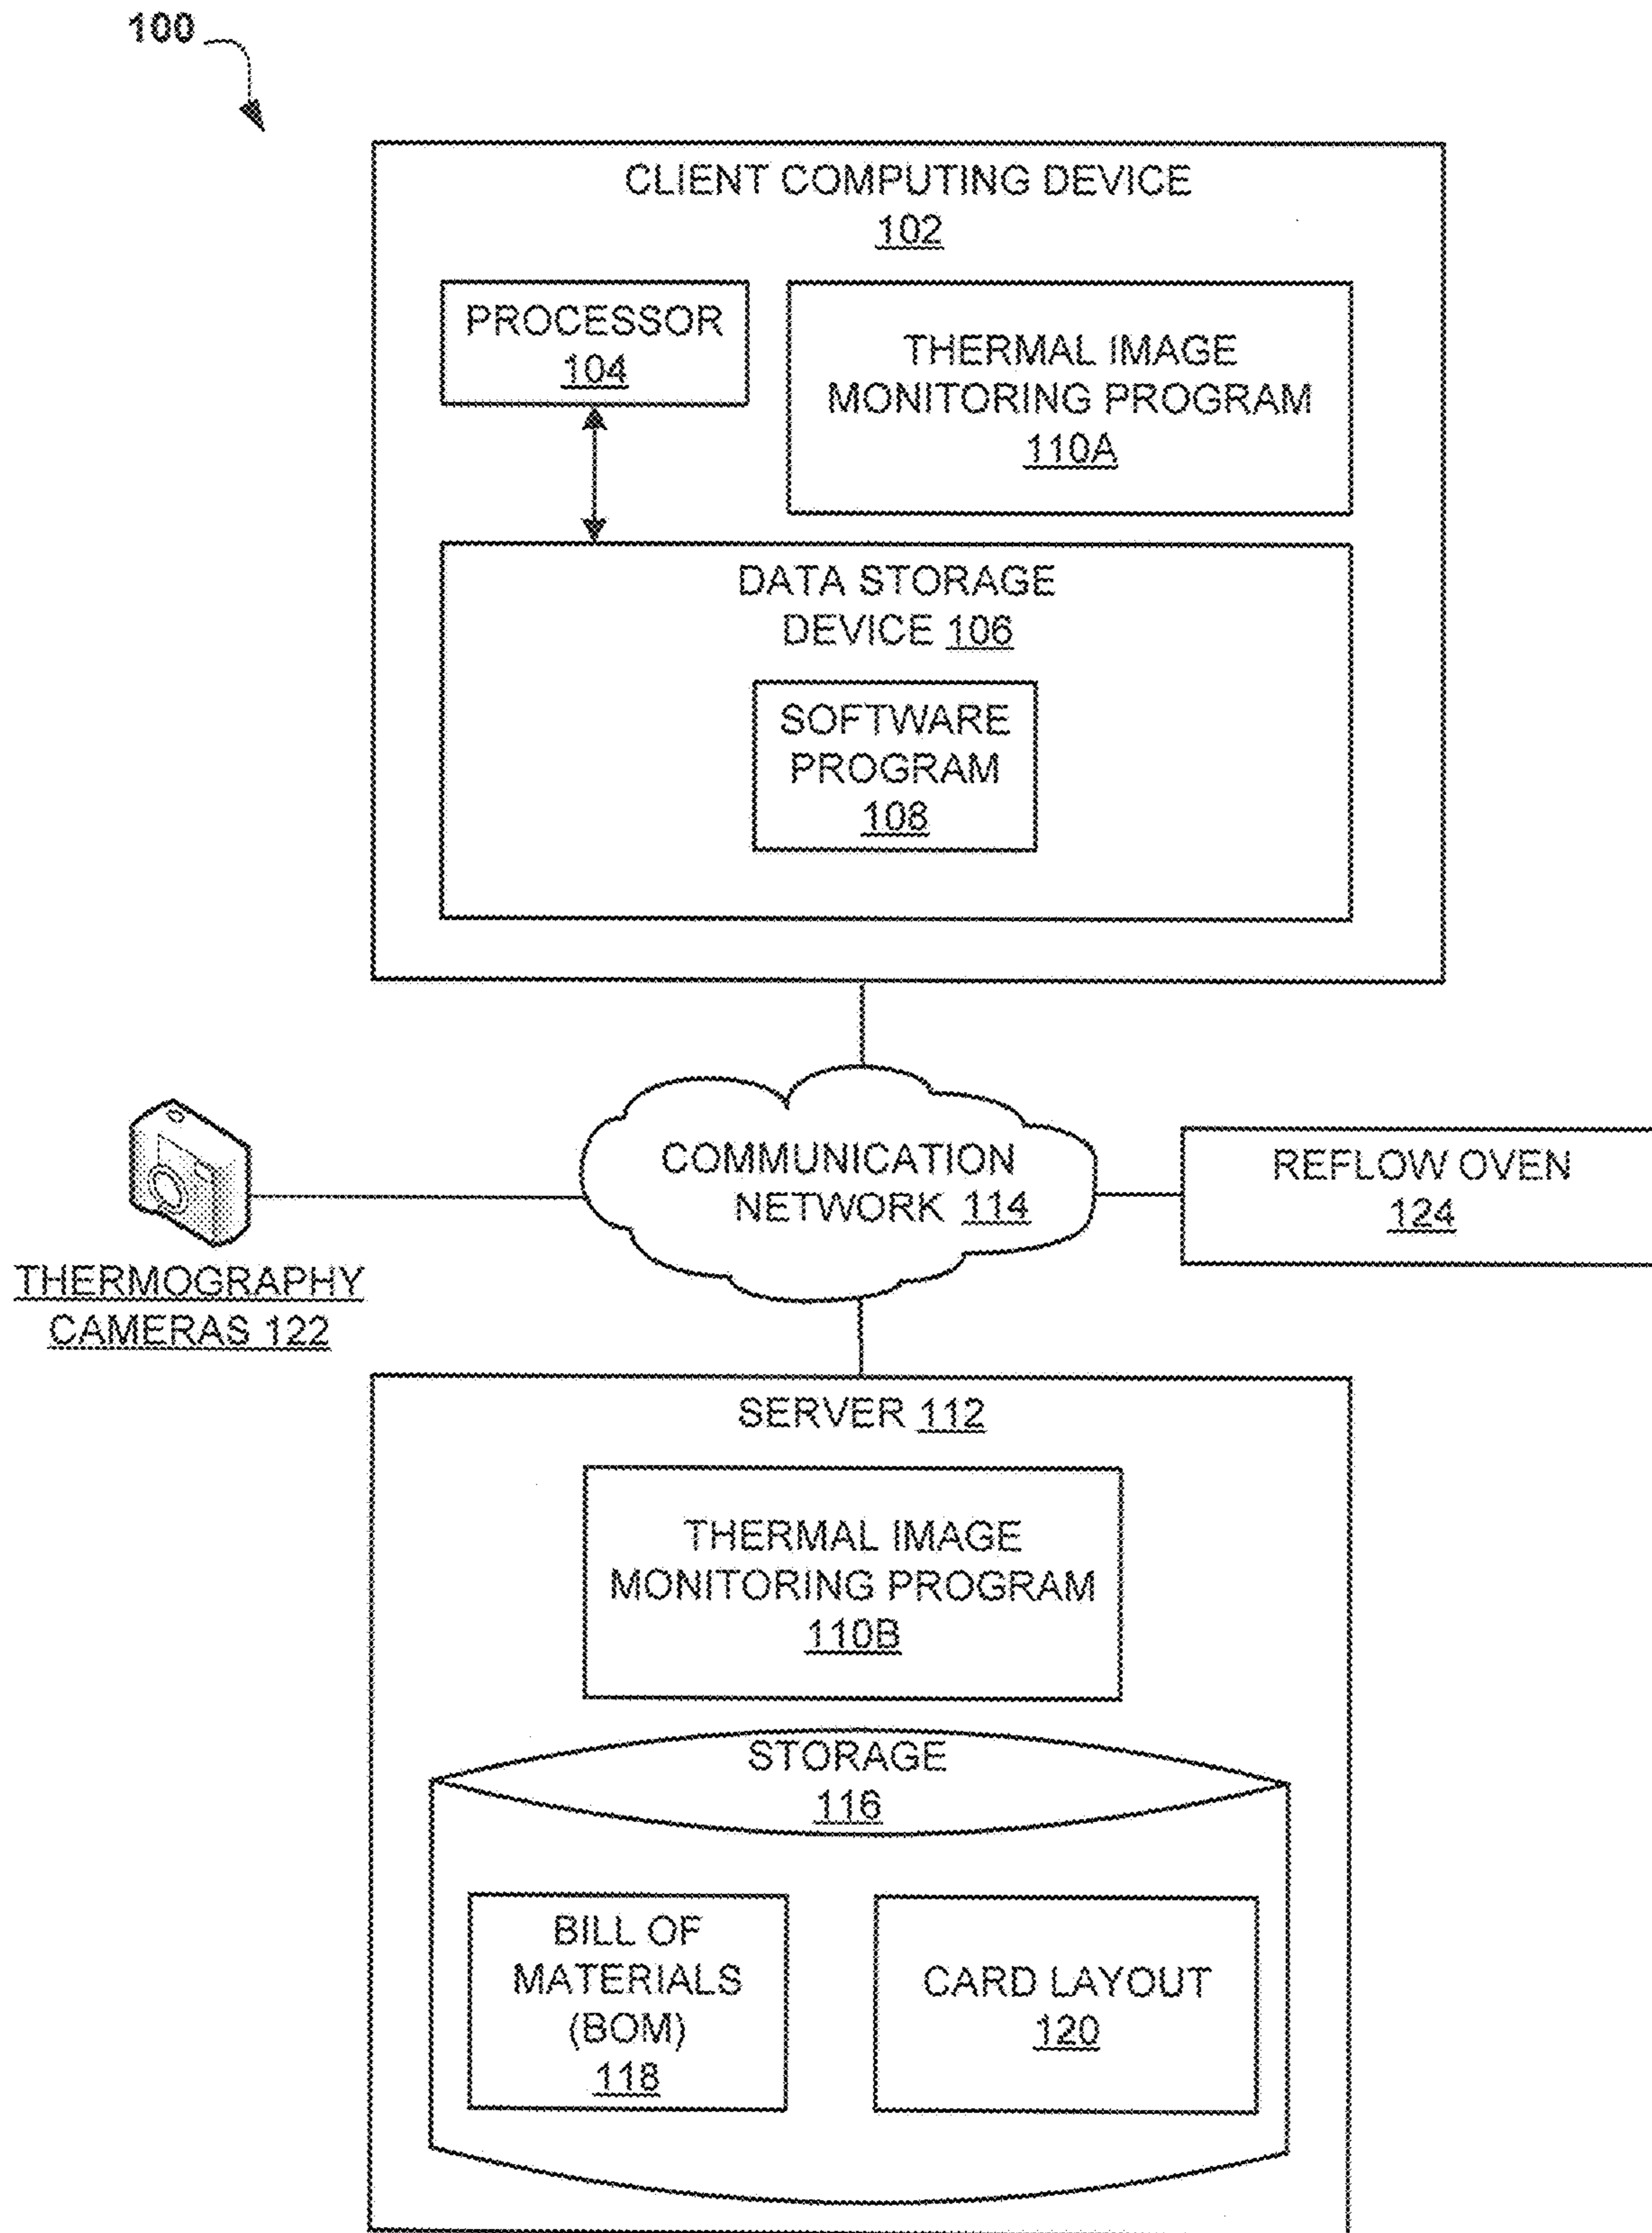 100
CLIENT COMPUTING DEVICE
102
PROCESSOR
104
THERMAL IMAGE
MONITORING PROGRAM
110A
DATA STORAGE
DEVICE 106
SOFTWARE
PROGRAM
108
COMMUNICATION
NETWORK 114
REFLOW OVEN
124
THERMOGRAPHY
CAMERAS 122
SERVER 112
THERMAL IMAGE
MONITORING PROGRAM
110B
STORAGE
116
BILL OF
MATERIALS
(BOM)
118
CARD LAYOUT
120